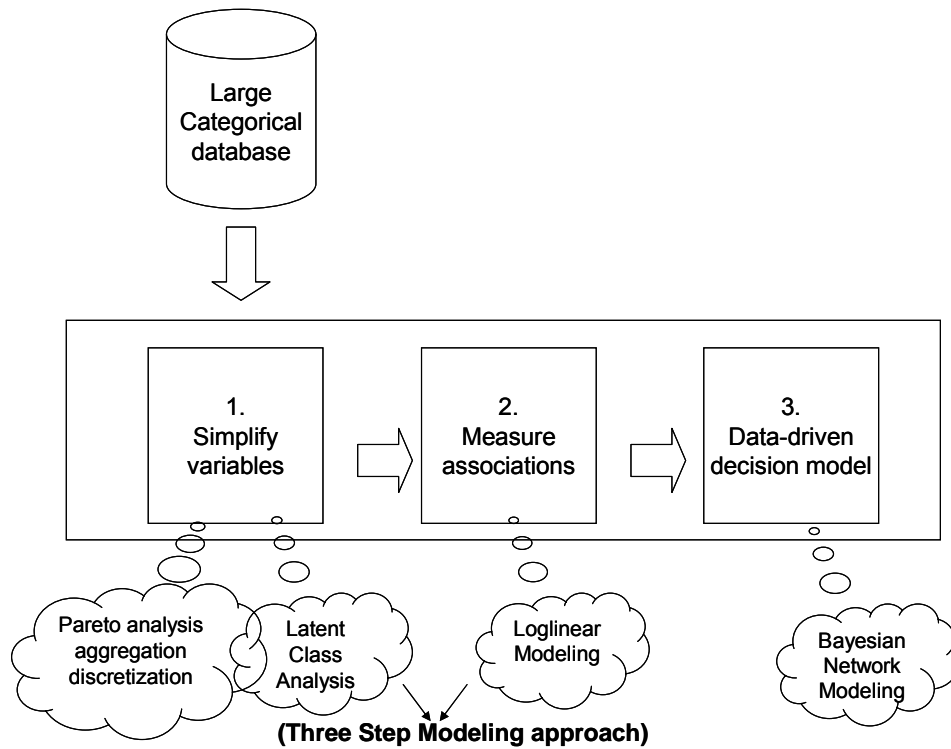 Large
Categorical
database
1.
Simplify
variables
2.
Measure
associations
3.
Data-driven
decision model
Pareto analysis
aggregation
discretization
Latent
Class
Analysis
Loglinear
Modeling
Bayesian
Network
Modeling
(Three Step Modeling approach)